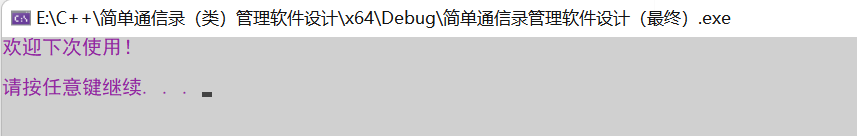 E:\C++\简单通信录（类）管理软件设计\x64\Debug\简单通信录管理软件设计（最终）.exe
欢迎下次使用！
请按任意键继续. . .